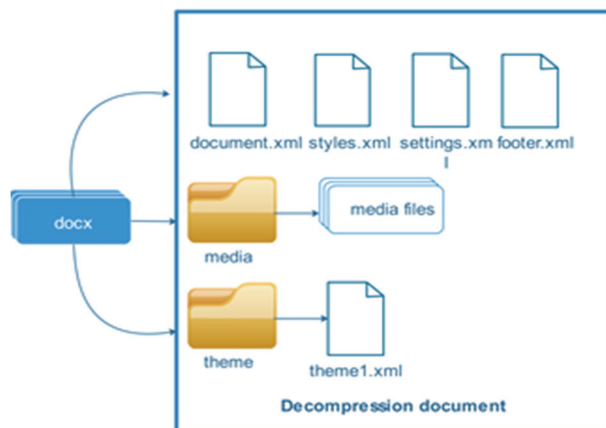 document.xml styles.xml settings.xm footer.xml
l
docx
media files
media
theme
theme1.xml
Decompression document